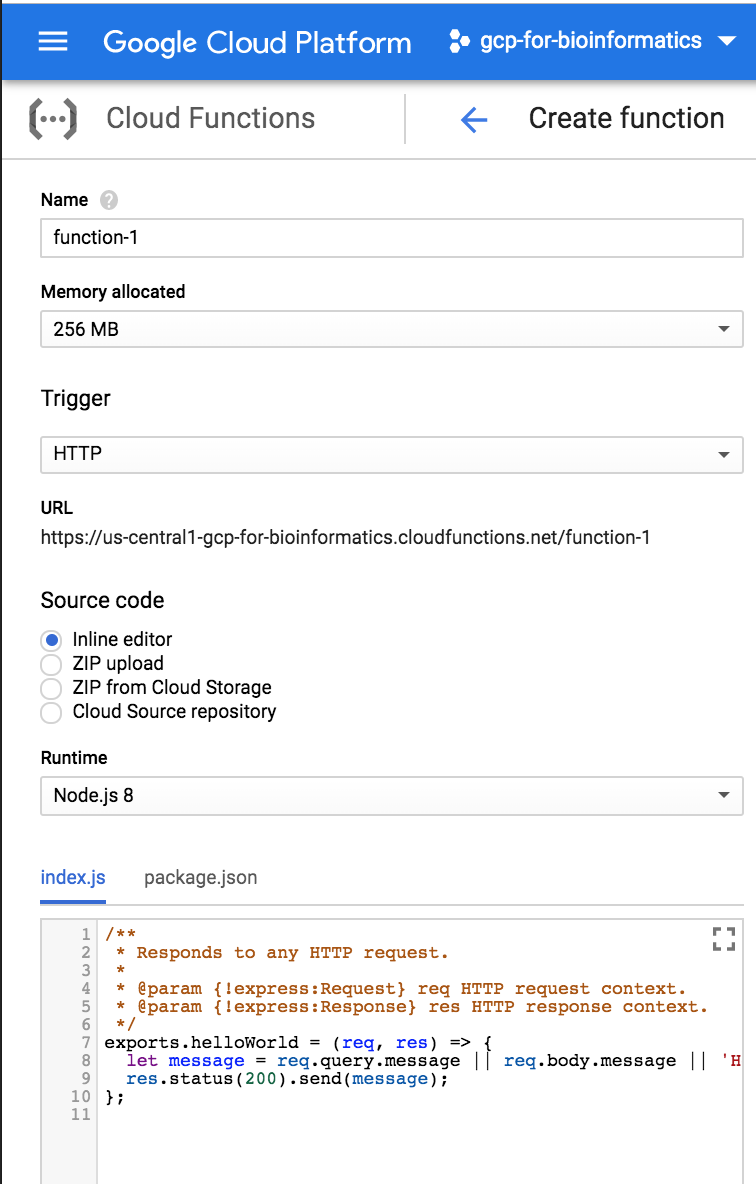 Google Cloud Platform gcp-for-bioinformatics
Cloud Functions Create function
Name ?
function-1
Memory allocated
256 MB
Trigger
HTTP
URL
https://us-central1-gcp-for-bioinformatics.cloudfunctions.net/function-1
Source code
Inline editor
ZIP upload
ZIP from Cloud Storage
Cloud Source repository
Runtime
Node.js 8
index.js package.json
1 /**
2  * Responds to any HTTP request.
3  *
4  * @param {!express:Request} req HTTP request context.
5  * @param {!express:Response} res HTTP response context.
6  */
7 exports.helloWorld = (req, res) => {
8   let message = req.query.message || req.body.message || 'H
9   res.status(200).send(message);
10 };
11